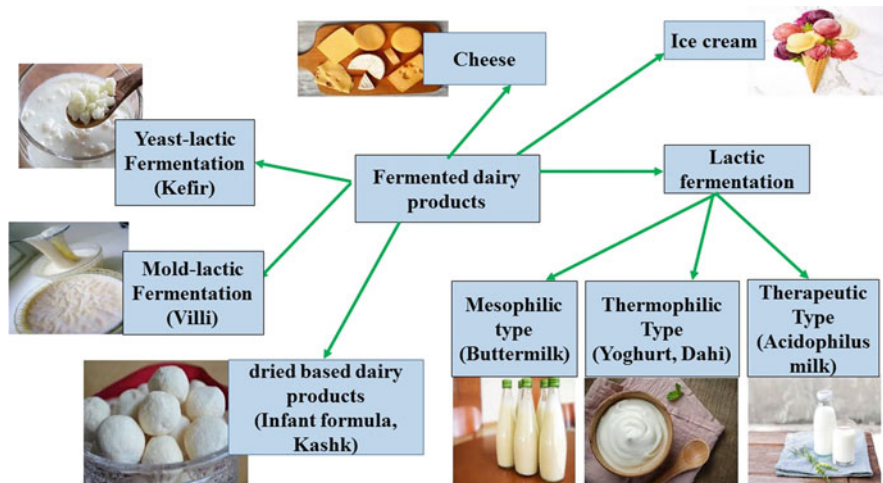 Cheese
Ice cream
Yeast-lactic
Fermentation
(Kefir)
Fermented dairy
products
Lactic
fermentation
Mold-lactic
Fermentation
(Villi)
Mesophilic
type
(Buttermilk)
Thermophilic
Type
(Yoghurt, Dahi)
Therapeutic
Type
(Acidophilus
milk)
dried based dairy
products
(Infant formula,
Kashk)